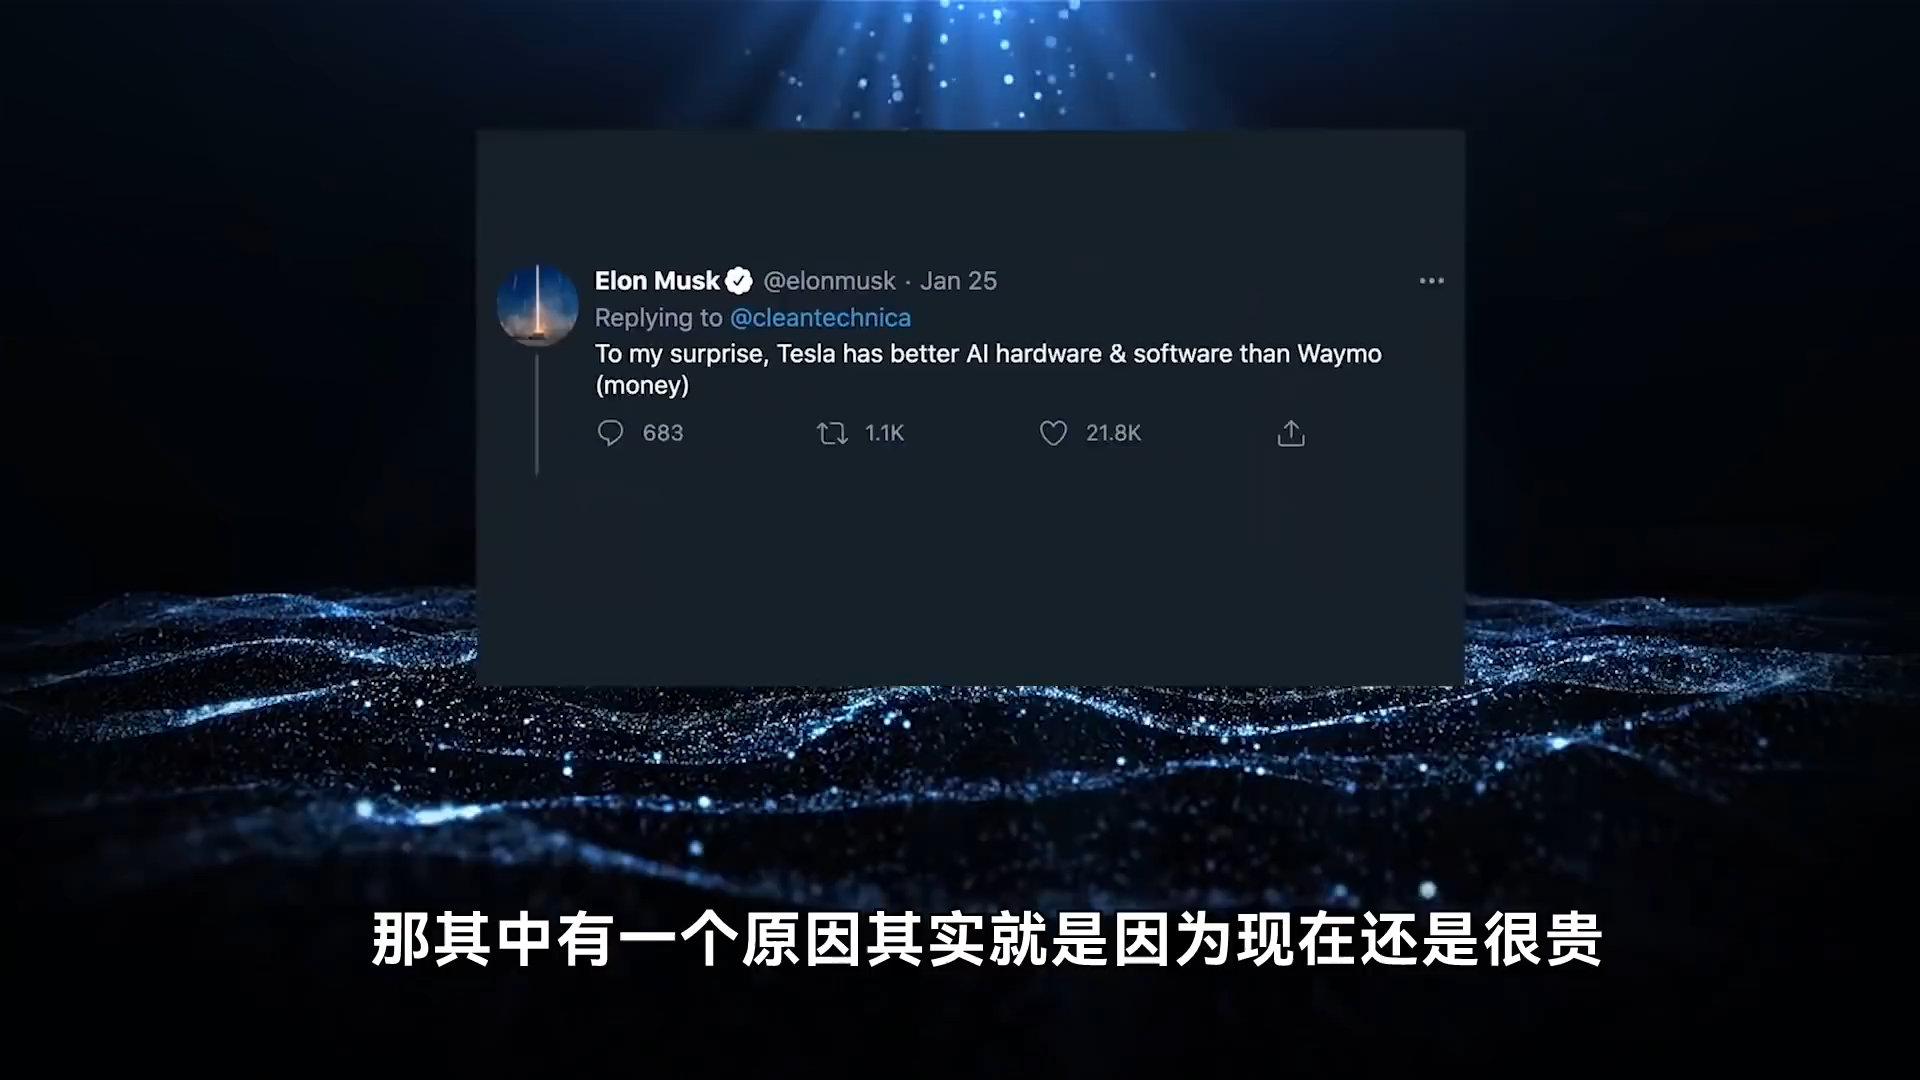 Elon Musk @elonmusk · Jan 25
Replying to @cleantechnica
To my surprise, Tesla has better AI hardware & software than Waymo
(money)
683 1.1K 21.8K
那其中有一个原因其实就是因为现在还是很贵